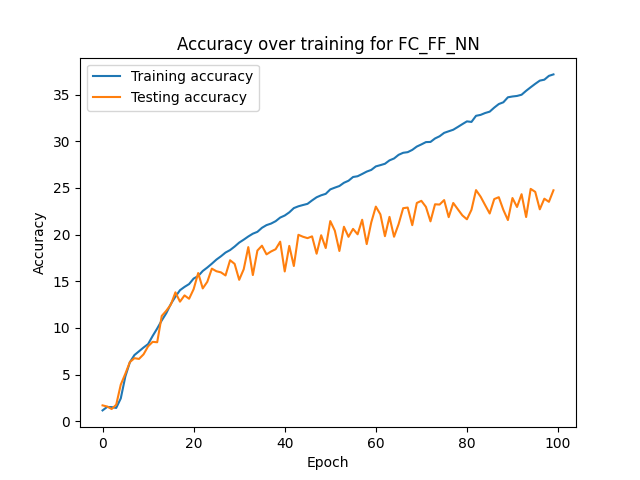 Accuracy over training for FC_FF_NN
Training accuracy
Testing accuracy
Accuracy
35
30
25
20
15
10
5
0
0 20 40 60 80 100
Epoch